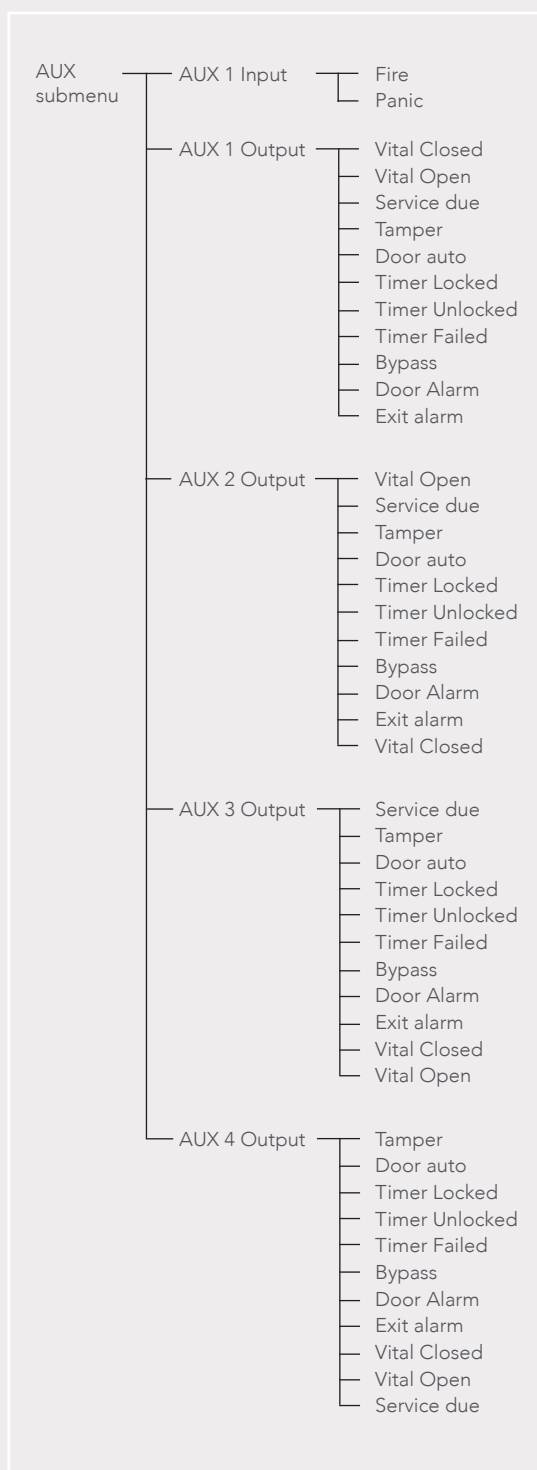 AUX
submenu
AUX 1 Input
Fire
Panic
AUX 1 Output
Vital Closed
Vital Open
Service due
Tamper
Door auto
Timer Locked
Timer Unlocked
Timer Failed
Bypass
Door Alarm
Exit alarm
AUX 2 Output
Vital Open
Service due
Tamper
Door auto
Timer Locked
Timer Unlocked
Timer Failed
Bypass
Door Alarm
Exit alarm
Vital Closed
AUX 3 Output
Service due
Tamper
Door auto
Timer Locked
Timer Unlocked
Timer Failed
Bypass
Door Alarm
Exit alarm
Vital Closed
Vital Open
AUX 4 Output
Tamper
Door auto
Timer Locked
Timer Unlocked
Timer Failed
Bypass
Door Alarm
Exit alarm
Vital Closed
Vital Open
Service due